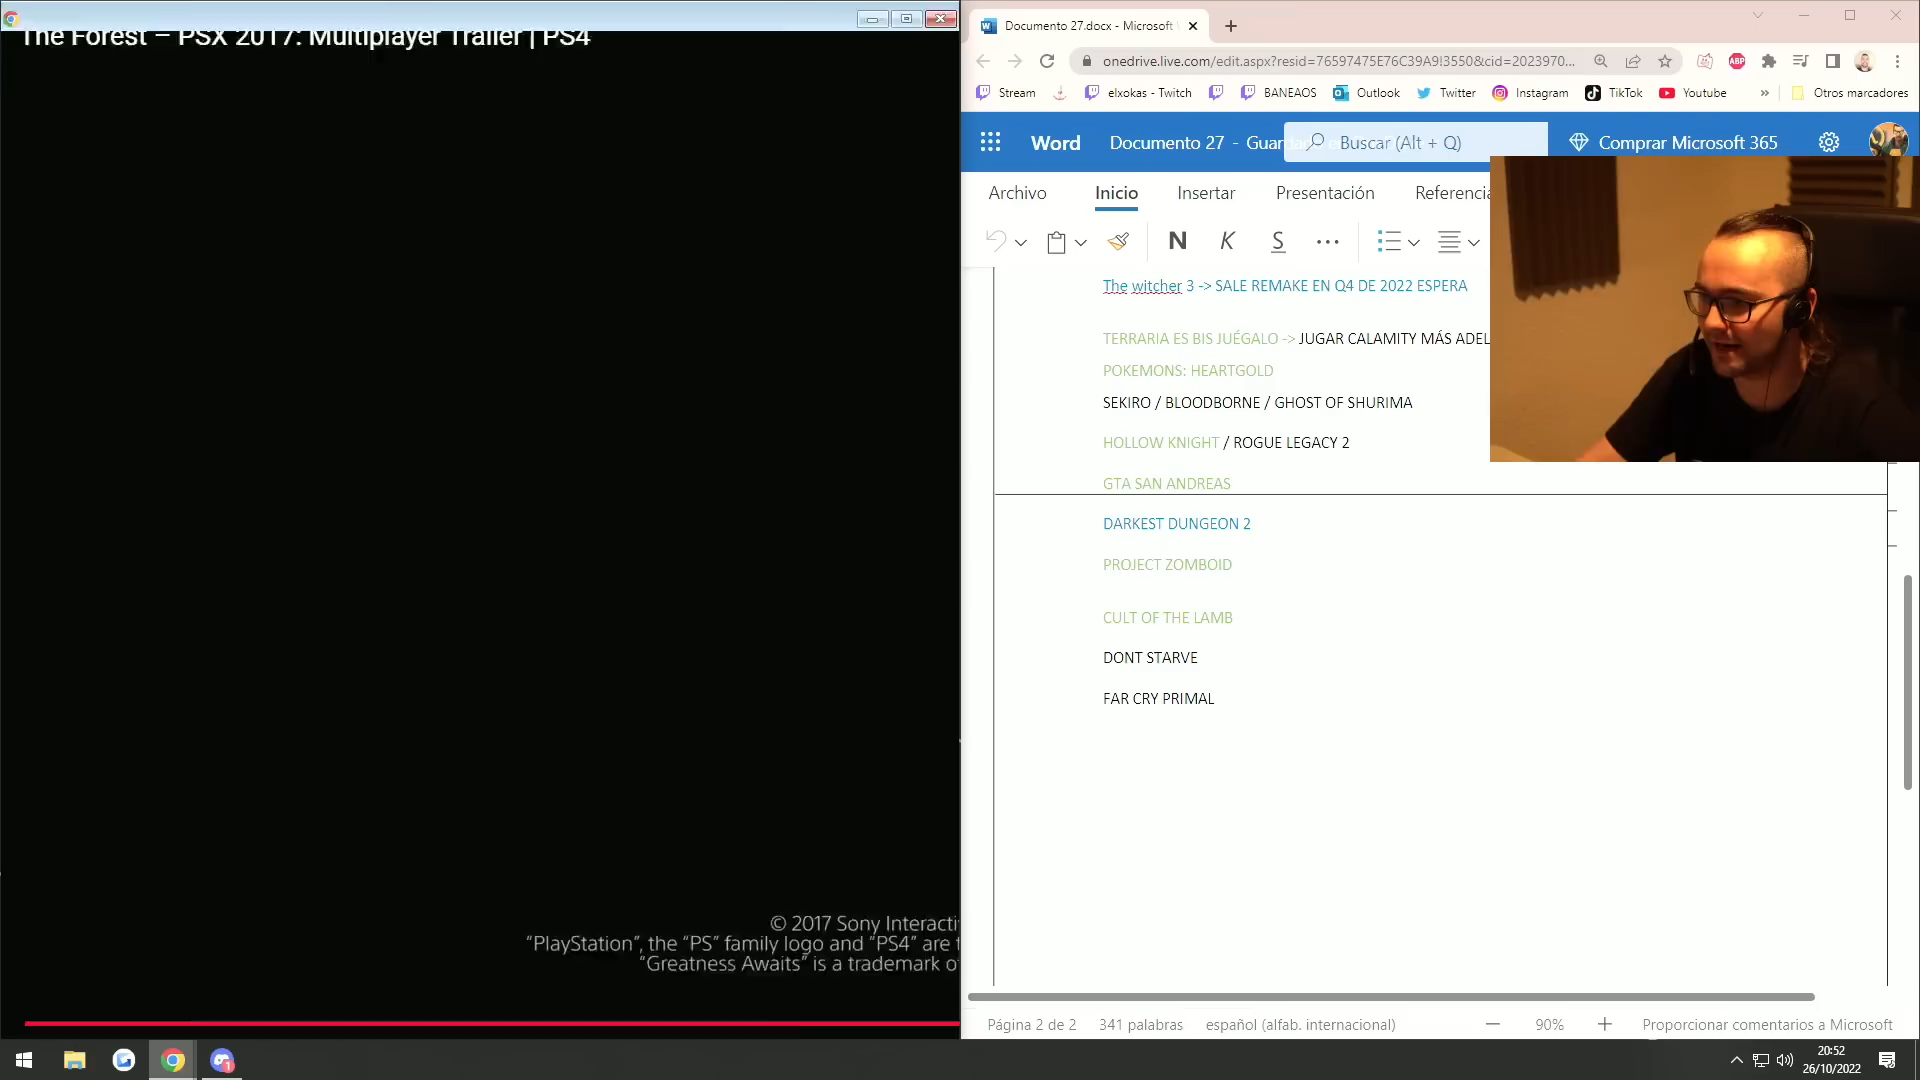 The Forest – PSX 2017: Multiplayer Trailer | PS4
© 2017 Sony Interacti
"PlayStation", the "PS" family logo and "PS4" are
"Greatness Awaits" is a trademark o
Documento 27.docx - Microsoft
onedrive.live.com/edit.aspx?resid=76597475E76C39A9!3550&cid=2023970...
ABP
Stream
elxokas - Twitch
BANEAOS
Outlook
Twitter
Instagram
TikTok
Youtube
»
Otros marcadores
Word
Documento 27 - Guar
Buscar (Alt + Q)
Comprar Microsoft 365
Archivo
Inicio
Insertar
Presentación
Referencia
N K S ...
The witcher 3 -> SALE REMAKE EN Q4 DE 2022 ESPERA
TERRARIA ES BIS JUÉGALO -> JUGAR CALAMITY MÁS ADEL
POKEMONS: HEARTGOLD
SEKIRO / BLOODBORNE / GHOST OF SHURIMA
HOLLOW KNIGHT / ROGUE LEGACY 2
GTA SAN ANDREAS
DARKEST DUNGEON 2
PROJECT ZOMBOID
CULT OF THE LAMB
DONT STARVE
FAR CRY PRIMAL
Página 2 de 2
341 palabras
español (alfab. internacional)
90%
Proporcionar comentarios a Microsoft
1
20:52
26/10/2022